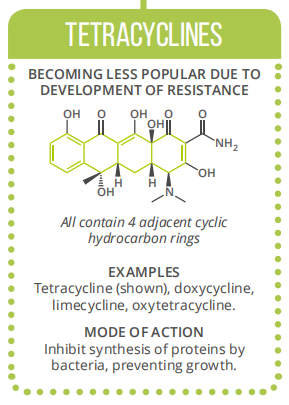 TETRACYCLINES
BECOMING LESS POPULAR DUE TO
DEVELOPMENT OF RESISTANCE
OH O OH OH O O
NH2
OH
OH H H N
All contain 4 adjacent cyclic
hydrocarbon rings
EXAMPLES
Tetracycline (shown), doxycycline,
limecycline, oxytetracycline.
MODE OF ACTION
Inhibit synthesis of proteins by
bacteria, preventing growth.